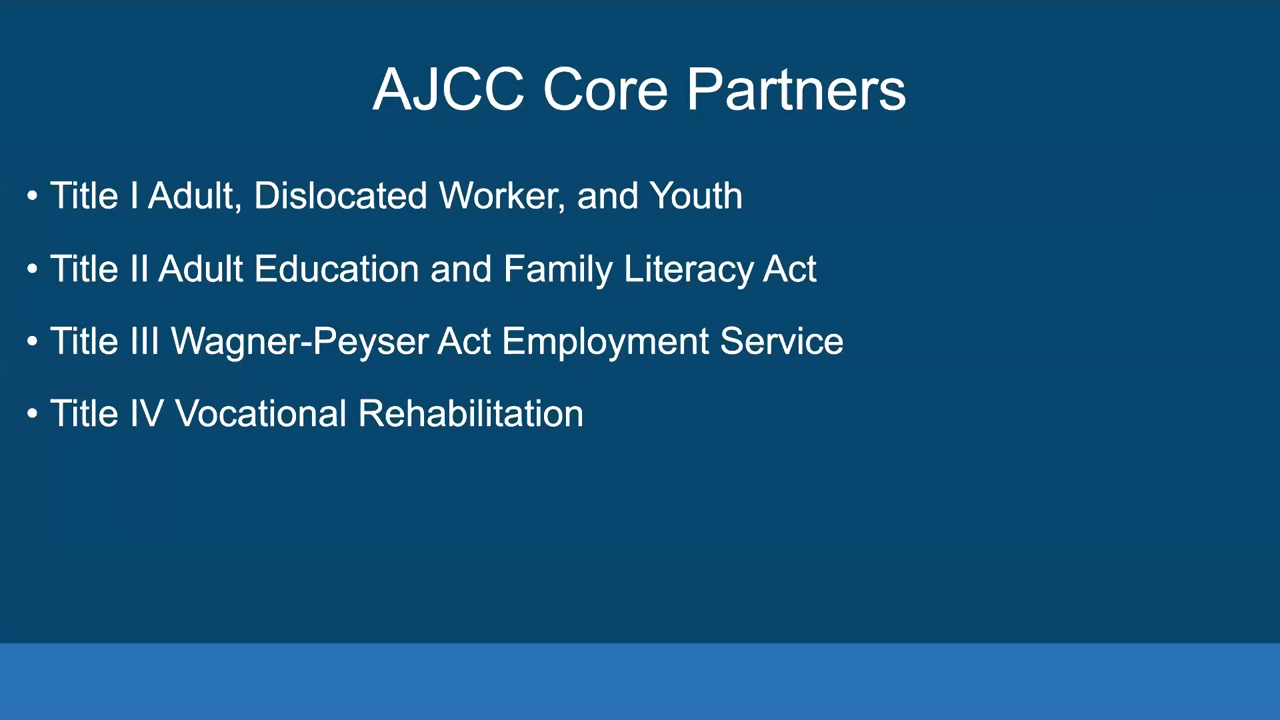 AJCC Core Partners
• Title I Adult, Dislocated Worker, and Youth
• Title II Adult Education and Family Literacy Act
• Title III Wagner-Peyser Act Employment Service
• Title IV Vocational Rehabilitation